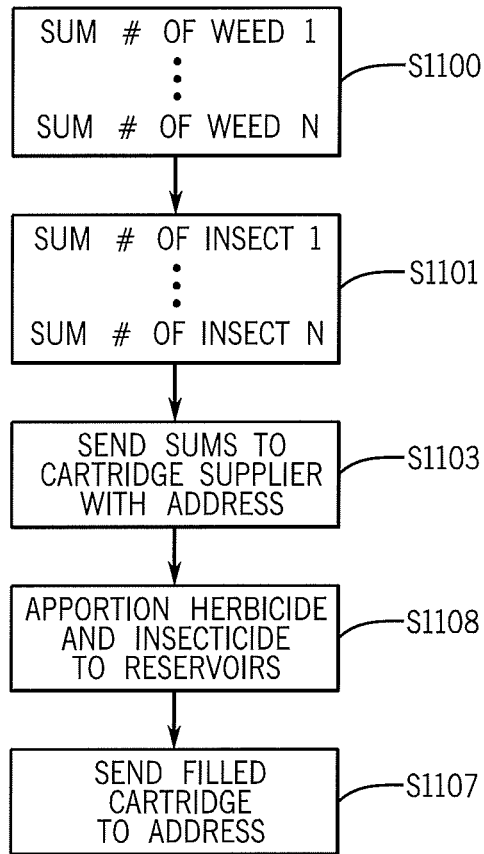 SUM # OF WEED 1
SUM # OF WEED N
S1100
SUM # OF INSECT 1
SUM # OF INSECT N
S1101
SEND SUMS TO
CARTRIDGE SUPPLIER
WITH ADDRESS
S1103
APPORTION HERBICIDE
AND INSECTICIDE
TO RESERVOIRS
S1108
SEND FILLED
CARTRIDGE
TO ADDRESS
S1107